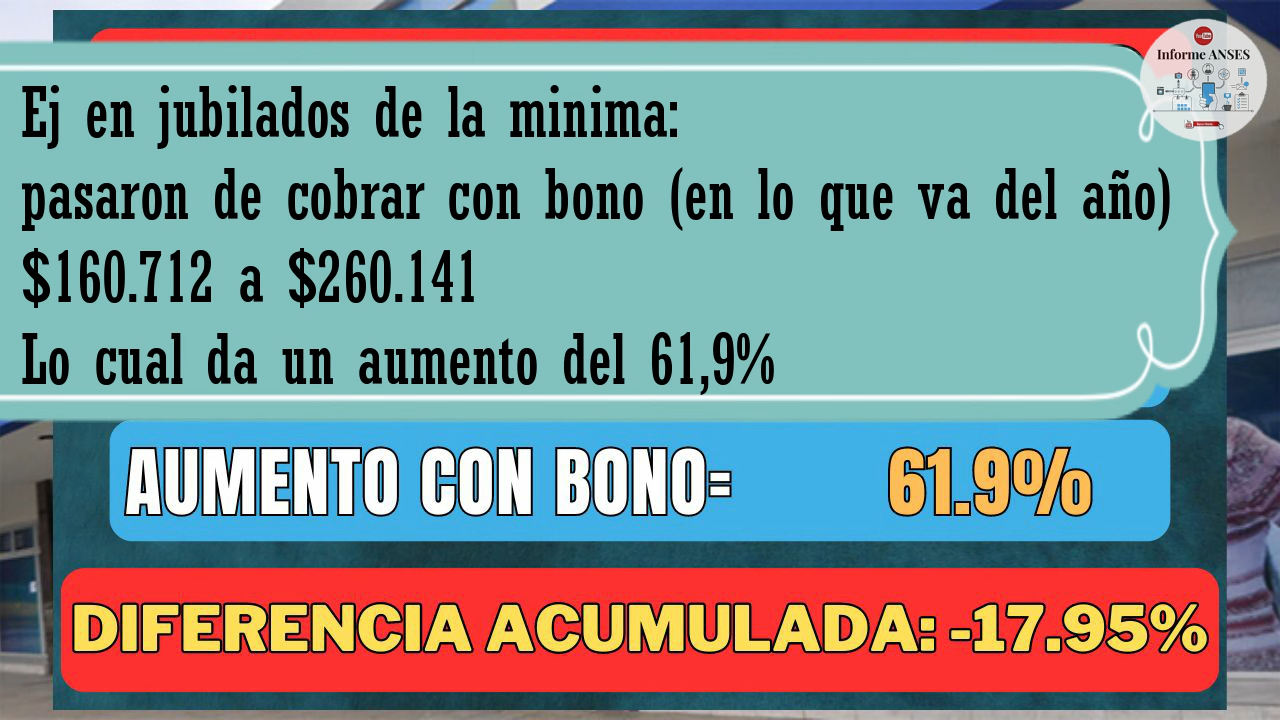 Informe ANSES
Ej en jubilados de la minima:
pasaron de cobrar con bono (en lo que va del año)
$160.712 a $260.141
Lo cual da un aumento del 61,9%
AUMENTO CON BONO= 61.9%
DIFERENCIA ACUMULADA: -17.95%